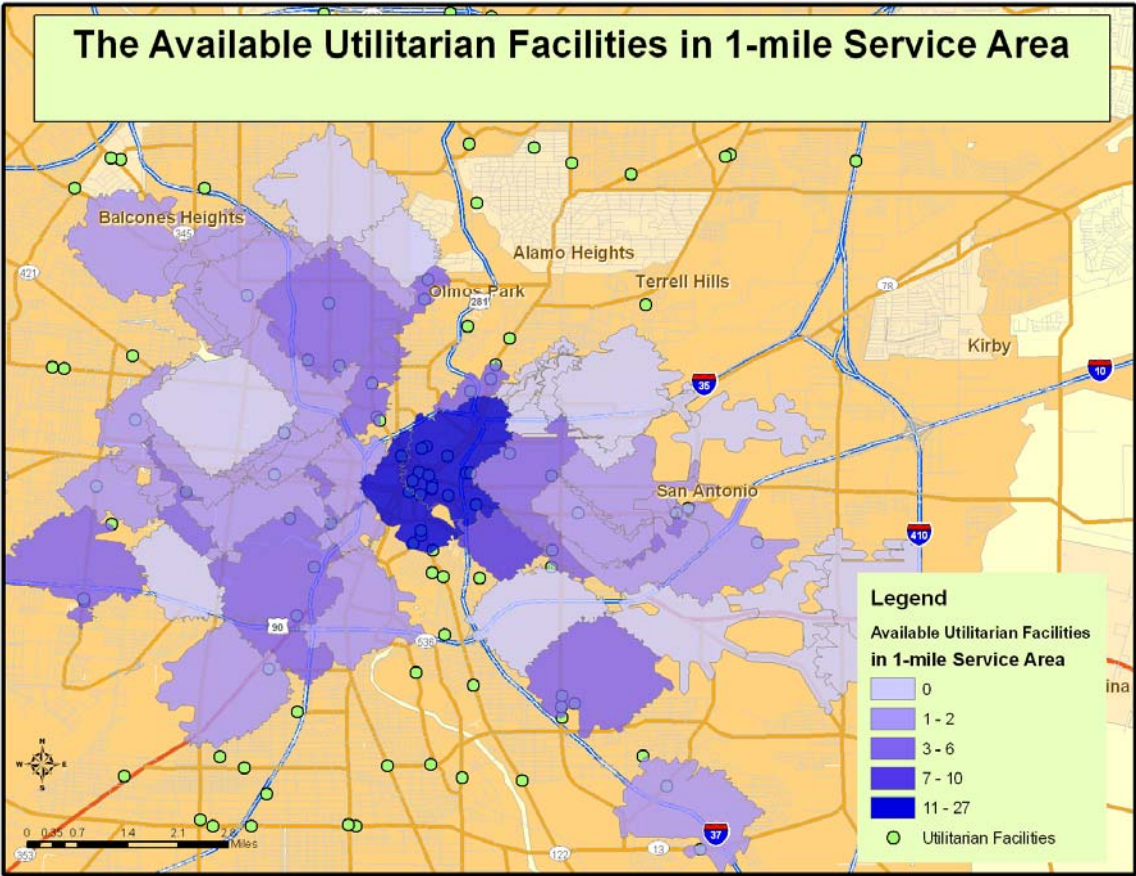 The Available Utilitarian Facilities in 1-mile Service Area
Balcones Heights
345
421
Alamo Heights
Olmos Park
281
Terrell Hills
78
Kirby
10
35
San Antonio
410
90
536
ina
Legend
Available Utilitarian Facilities
in 1-mile Service Area
0
1 - 2
3 - 6
7 - 10
11 - 27
Utilitarian Facilities
N
W E
S
0 0.35 0.7 1.4 2.1 2.8
Miles
353
122
13
37